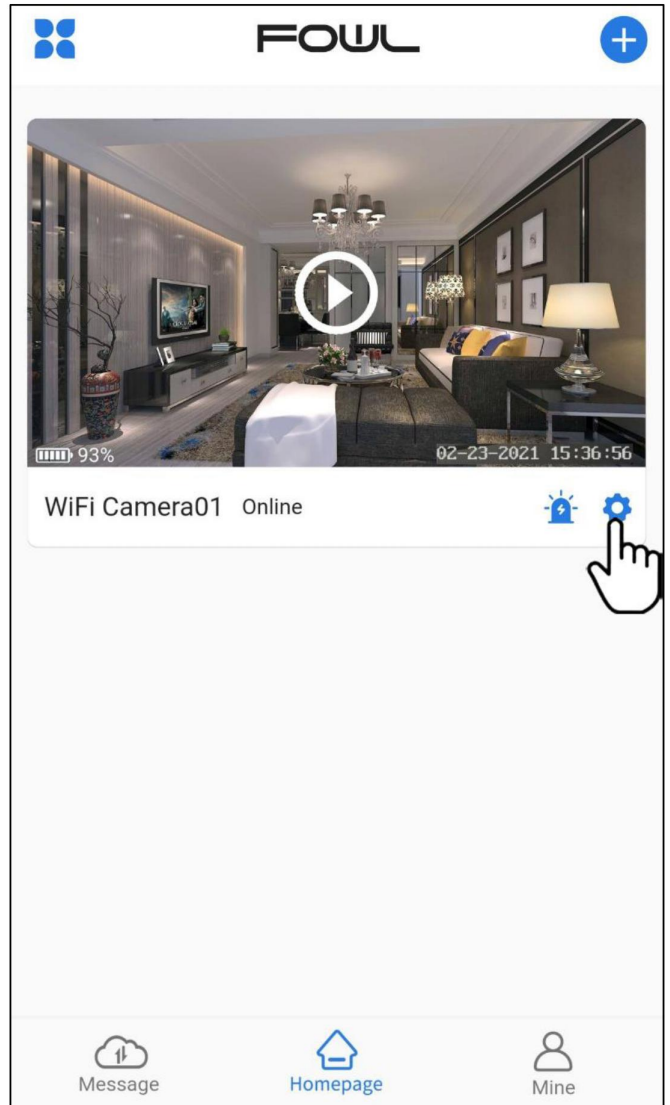 FOWL
93%
02-23-2021 15:36:56
WiFi Camera01 Online
Message
Homepage
Mine